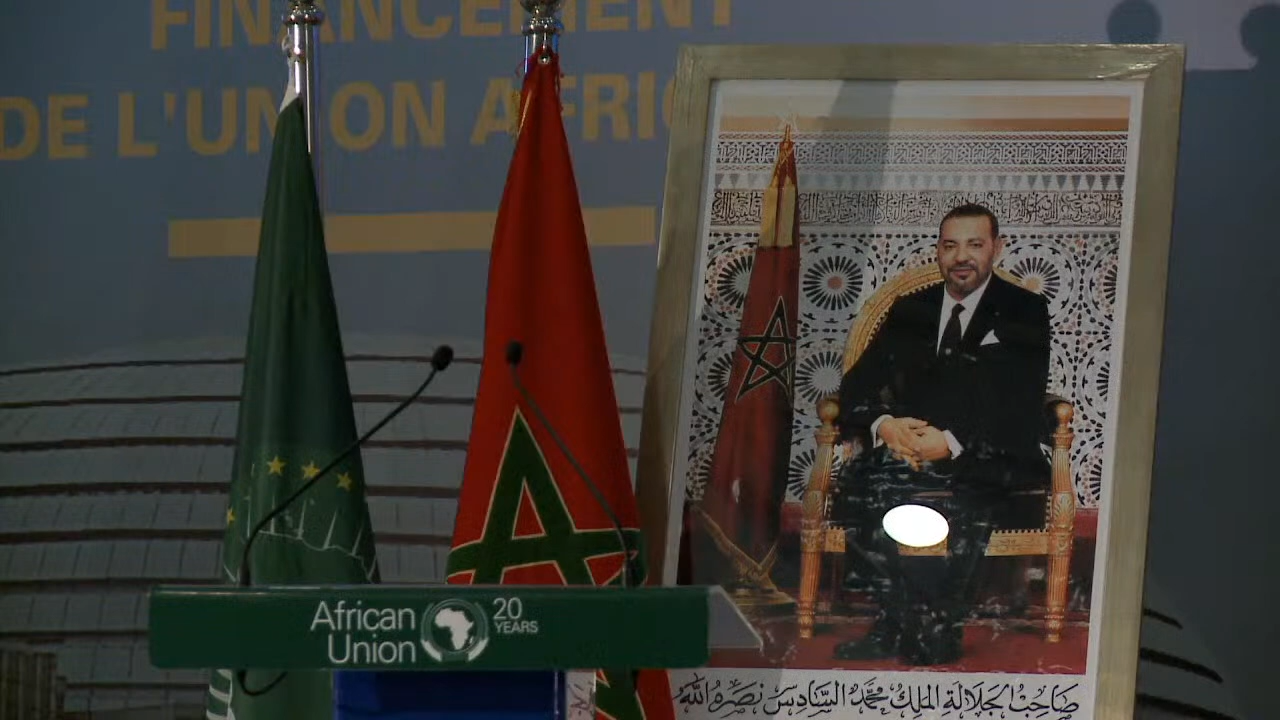 FINANCEMENT
DE L'UNION AFRIC
African
Union
20
YEARS
صاحب الجلالة الملك محمد السادس نصره الله